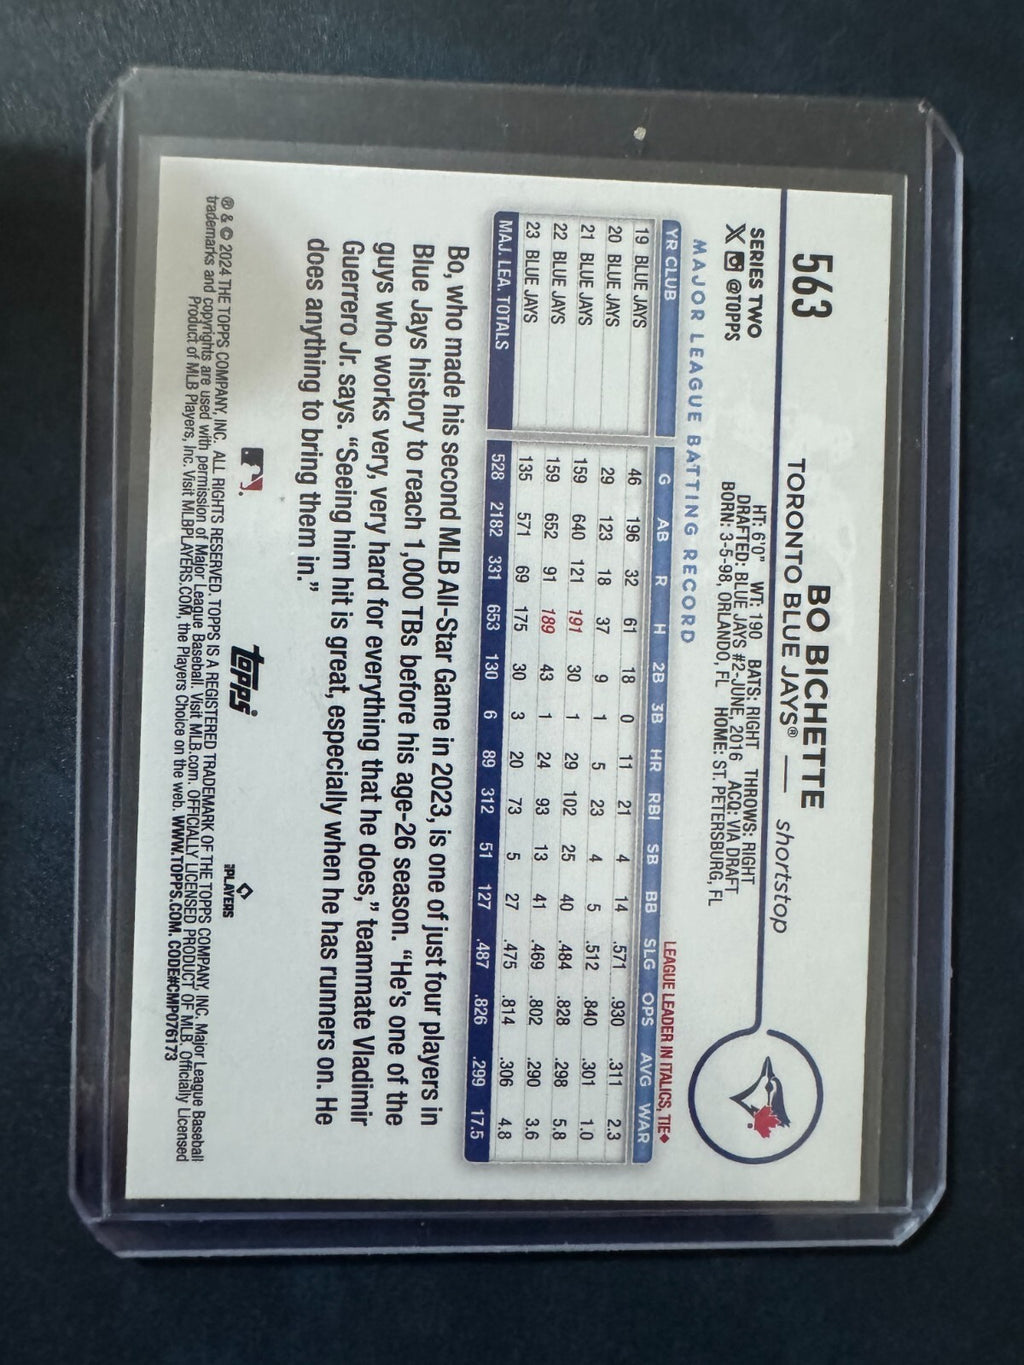 563
BO BICHETTE
TORONTO BLUE JAYS® — shortstop
SERIES TWO
X @TOPPS
HT: 6'0" WT: 190 BATS: RIGHT THROWS: RIGHT
DRAFTED: BLUE JAYS #2-JUNE, 2016 ACQ: VIA DRAFT
BORN: 3-5-98, ORLANDO, FL HOME: ST. PETERSBURG, FL
MAJOR LEAGUE BATTING RECORD
LEAGUE LEADER IN ITALICS, TIE◆
YR CLUB G AB R H 2B 3B HR RBI SB BB SLG OPS AVG WAR
19 BLUE JAYS 46 196 32 61 18 0 11 21 4 14 .571 .930 .311 2.3
20 BLUE JAYS 29 123 18 37 9 1 5 23 4 5 .512 .840 .301 1.0
21 BLUE JAYS 159 640 121 191 30 1 29 102 25 40 .484 .828 .298 5.8
22 BLUE JAYS 159 652 91 189 43 1 24 93 13 41 .469 .802 .290 3.6
23 BLUE JAYS 135 571 69 175 30 3 20 73 5 27 .475 .814 .306 4.8
MAJ. LEA. TOTALS 528 2182 331 653 130 6 89 312 51 127 .487 .826 .299 17.5
Bo, who made his second MLB All-Star Game in 2023, is one of just four players in
Blue Jays history to reach 1,000 TBs before his age-26 season. “He’s one of the
guys who works very, very hard for everything that he does,” teammate Vladimir
Guerrero Jr. says. “Seeing him hit is great, especially when he has runners on. He
does anything to bring them in.”
topps
PLAYERS
® & © 2024 THE TOPPS COMPANY, INC. ALL RIGHTS RESERVED. TOPPS IS A REGISTERED TRADEMARK OF THE TOPPS COMPANY, INC. Major League Baseball
trademarks and copyrights are used with permission of Major League Baseball. Visit MLB.com. OFFICIALLY LICENSED PRODUCT OF MLB. Officially Licensed
Product of MLB Players, Inc. Visit MLBPLAYERS.COM, the Players Choice on the web. WWW.TOPPS.COM. CODE#CMP076173